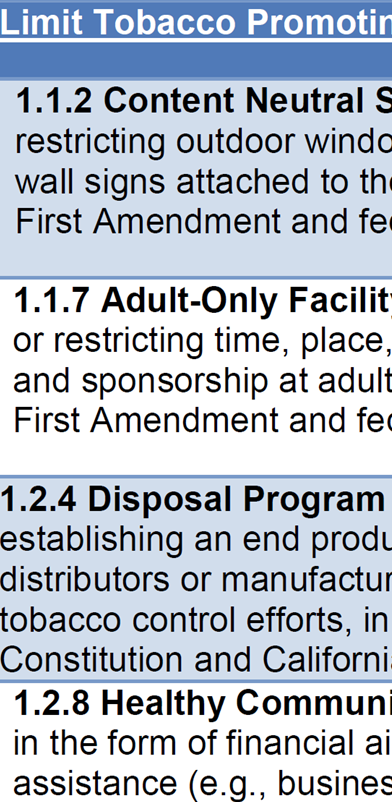 Limit Tobacco Promotin
1.1.2 Content Neutral S
restricting outdoor windo
wall signs attached to the
First Amendment and fed
1.1.7 Adult-Only Facility
or restricting time, place,
and sponsorship at adult
First Amendment and fed
1.2.4 Disposal Program
establishing an end produ
distributors or manufactur
tobacco control efforts, in
Constitution and California
1.2.8 Healthy Communi
in the form of financial ai
assistance (e.g., busines